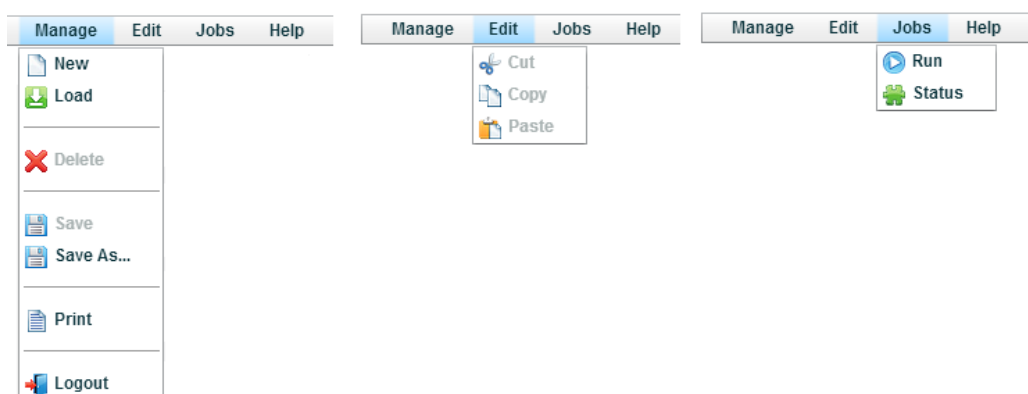 Manage Edit Jobs Help
New
Load
Delete
Save
Save As...
Print
Logout
Manage Edit Jobs Help
Cut
Copy
Paste
Manage Edit Jobs Help
Run
Status